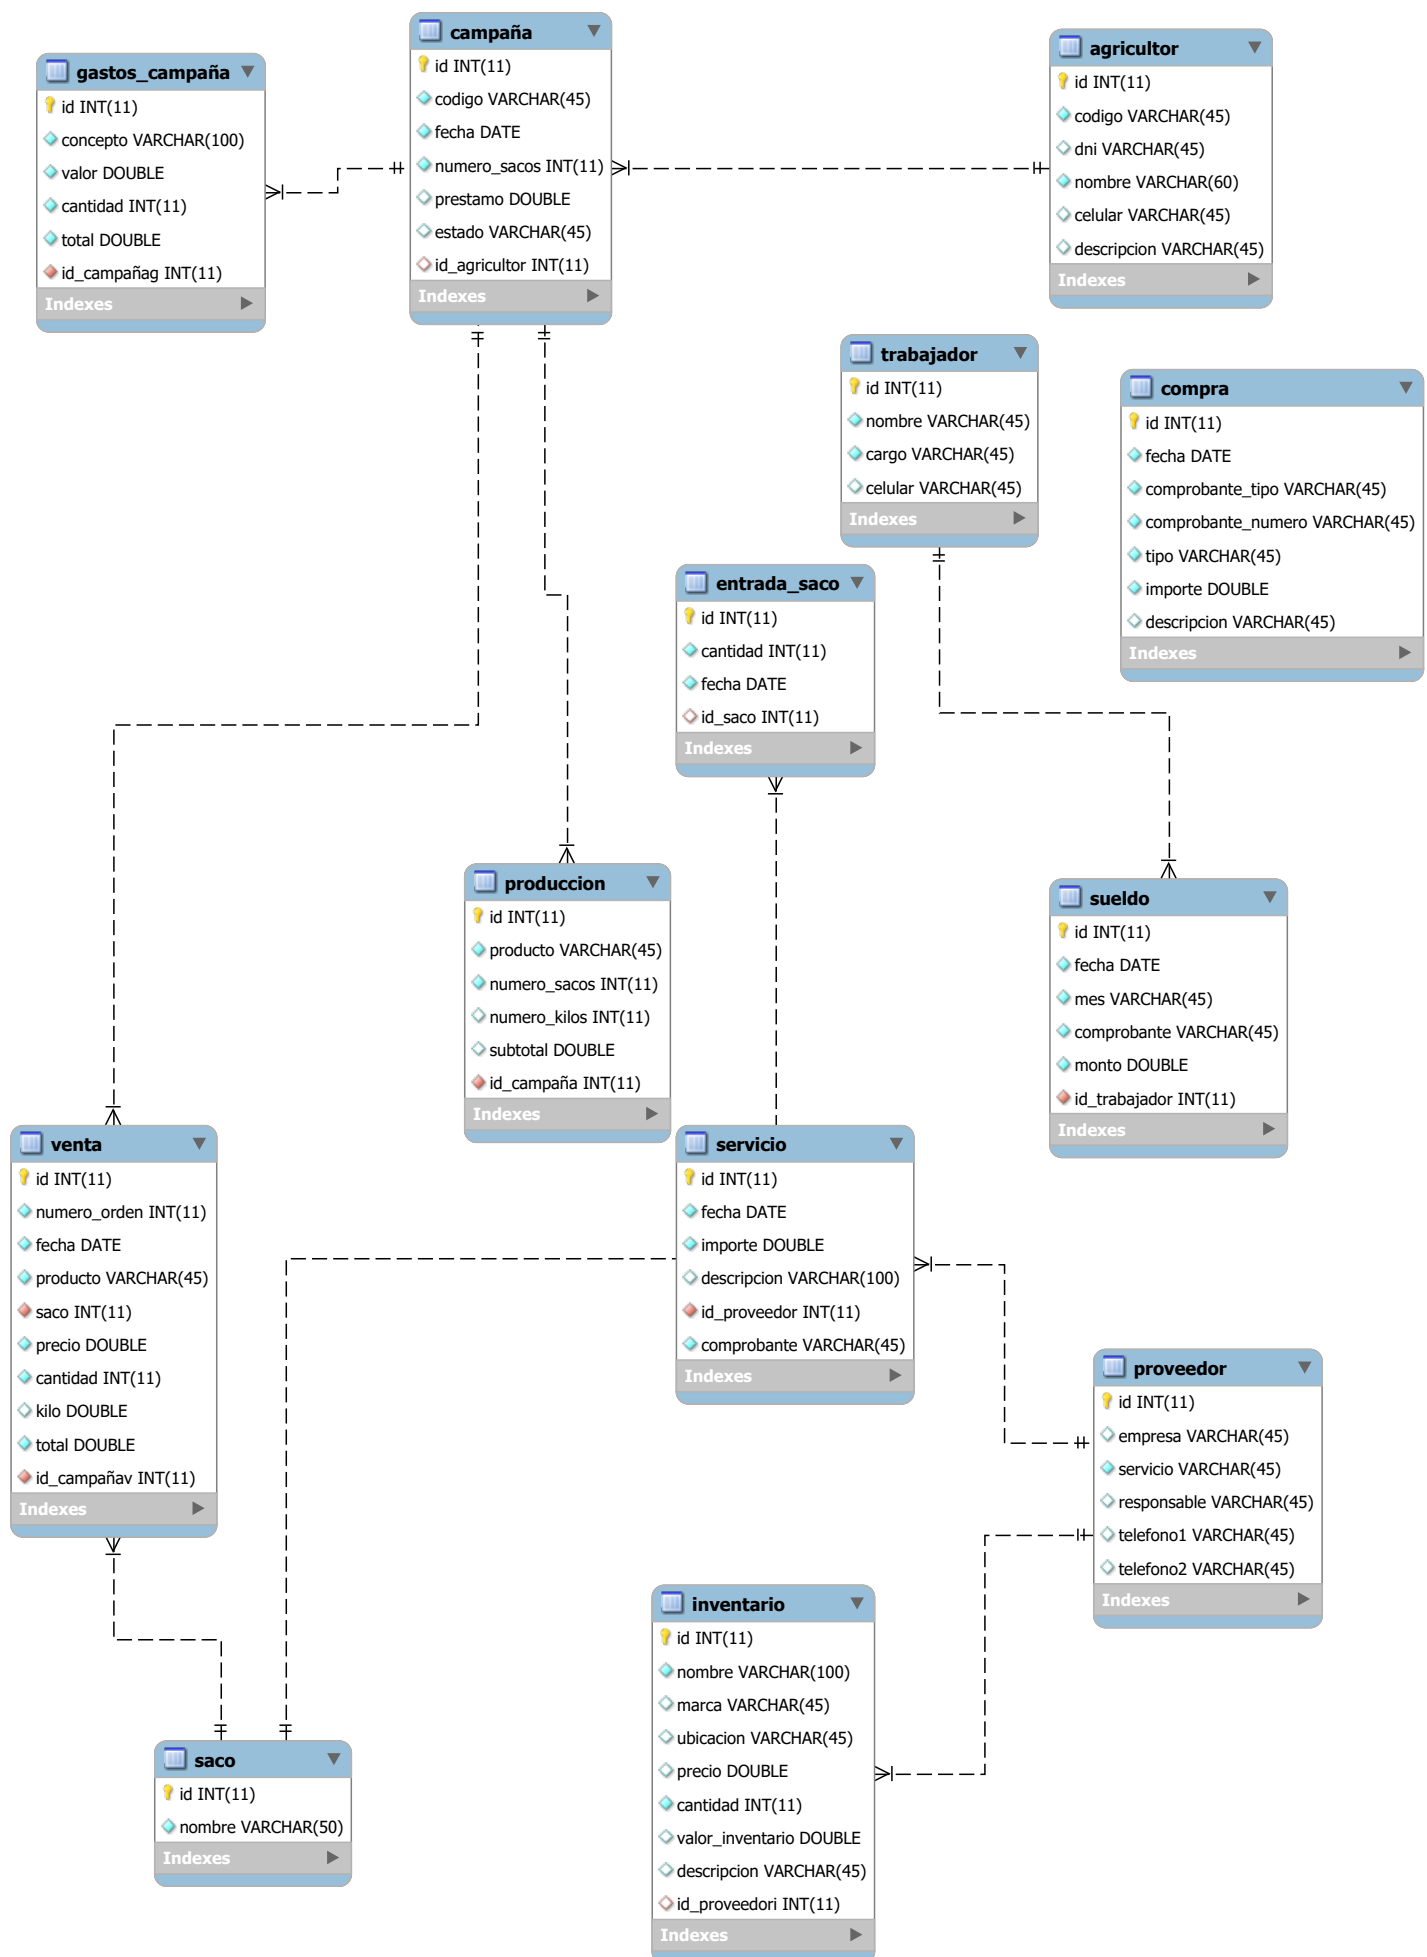 campaña
id INT(11)
codigo VARCHAR(45)
fecha DATE
numero_sacos INT(11)
prestamo DOUBLE
estado VARCHAR(45)
id_agricultor INT(11)
Indexes
agricultor
id INT(11)
codigo VARCHAR(45)
dni VARCHAR(45)
nombre VARCHAR(60)
celular VARCHAR(45)
descripcion VARCHAR(45)
Indexes
gastos_campaña
id INT(11)
concepto VARCHAR(100)
valor DOUBLE
cantidad INT(11)
total DOUBLE
id_campañag INT(11)
Indexes
trabajador
id INT(11)
nombre VARCHAR(45)
cargo VARCHAR(45)
celular VARCHAR(45)
Indexes
compra
id INT(11)
fecha DATE
comprobante_tipo VARCHAR(45)
comprobante_numero VARCHAR(45)
tipo VARCHAR(45)
importe DOUBLE
descripcion VARCHAR(45)
Indexes
entrada_saco
id INT(11)
cantidad INT(11)
fecha DATE
id_saco INT(11)
Indexes
produccion
id INT(11)
producto VARCHAR(45)
numero_sacos INT(11)
numero_kilos INT(11)
subtotal DOUBLE
id_campaña INT(11)
Indexes
sueldo
id INT(11)
fecha DATE
mes VARCHAR(45)
comprobante VARCHAR(45)
monto DOUBLE
id_trabajador INT(11)
Indexes
venta
id INT(11)
numero_orden INT(11)
fecha DATE
producto VARCHAR(45)
saco INT(11)
precio DOUBLE
cantidad INT(11)
kilo DOUBLE
total DOUBLE
id_campañav INT(11)
Indexes
servicio
id INT(11)
fecha DATE
importe DOUBLE
descripcion VARCHAR(100)
id_proveedor INT(11)
comprobante VARCHAR(45)
Indexes
proveedor
id INT(11)
empresa VARCHAR(45)
servicio VARCHAR(45)
responsable VARCHAR(45)
telefono1 VARCHAR(45)
telefono2 VARCHAR(45)
Indexes
inventario
id INT(11)
nombre VARCHAR(100)
marca VARCHAR(45)
ubicacion VARCHAR(45)
precio DOUBLE
cantidad INT(11)
valor_inventario DOUBLE
descripcion VARCHAR(45)
id_proveedori INT(11)
Indexes
saco
id INT(11)
nombre VARCHAR(50)
Indexes